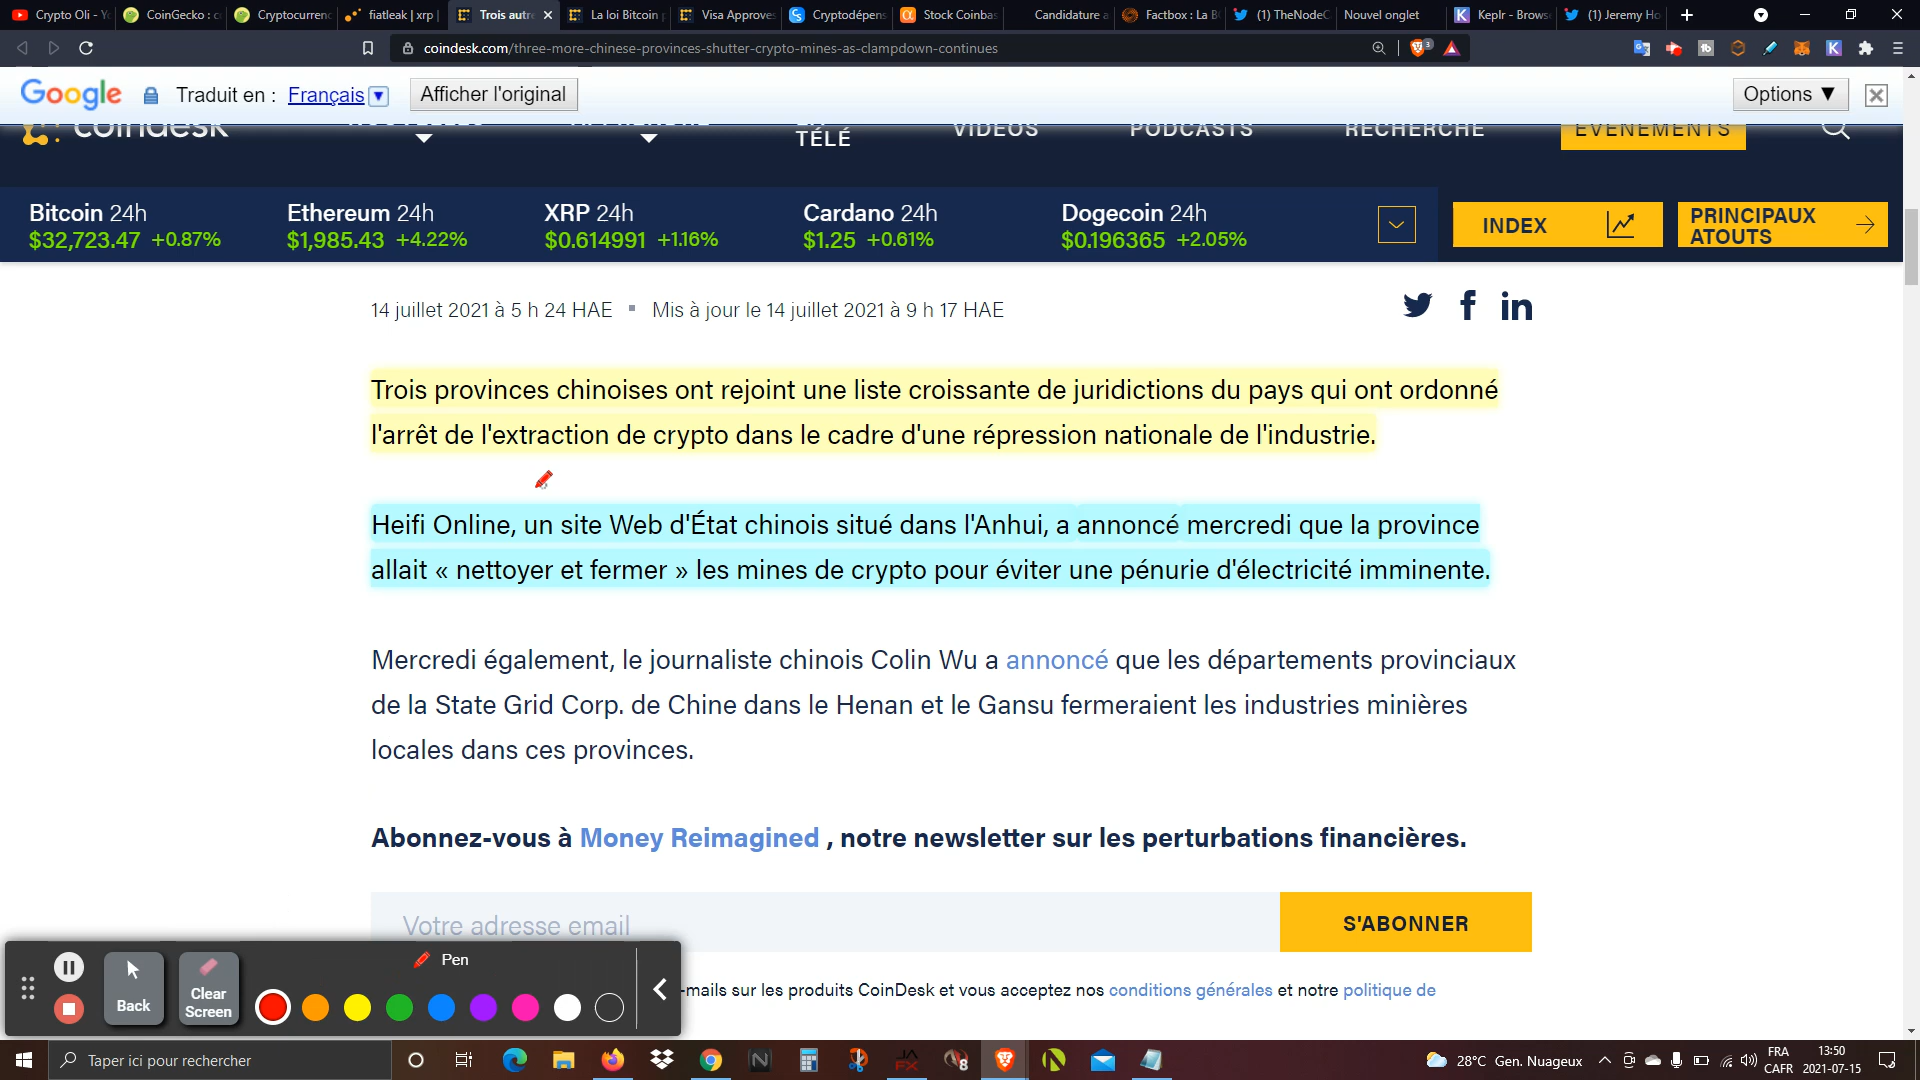 Crypto Oli - Y
CoinGecko : c
Cryptocurrenc
fiatleak | xrp |
Trois autre
La loi Bitcoin p
Visa Approves
Cryptodépens
Stock Coinbas
Candidature a
Factbox : La B
(1) TheNodeC
Nouvel onglet
Keplr - Brows
(1) Jeremy Ho
coindesk.com/three-more-chinese-provinces-shutter-crypto-mines-as-clampdown-continues
Google Traduit en : Français Afficher l'original Options ▼
coindesk
TÉLÉ VIDÉOS PODCASTS RECHERCHE ÉVÉNEMENTS
Bitcoin 24h Ethereum 24h XRP 24h Cardano 24h Dogecoin 24h
$32,723.47 +0.87% $1,985.43 +4.22% $0.614991 +1.16% $1.25 +0.61% $0.196365 +2.05%
INDEX
PRINCIPAUX
ATOUTS
14 juillet 2021 à 5 h 24 HAE ▪ Mis à jour le 14 juillet 2021 à 9 h 17 HAE
Trois provinces chinoises ont rejoint une liste croissante de juridictions du pays qui ont ordonné
l'arrêt de l'extraction de crypto dans le cadre d'une répression nationale de l'industrie.
Heifi Online, un site Web d'État chinois situé dans l'Anhui, a annoncé mercredi que la province
allait « nettoyer et fermer » les mines de crypto pour éviter une pénurie d'électricité imminente.
Mercredi également, le journaliste chinois Colin Wu a annoncé que les départements provinciaux
de la State Grid Corp. de Chine dans le Henan et le Gansu fermeraient les industries minières
locales dans ces provinces.
Abonnez-vous à Money Reimagined , notre newsletter sur les perturbations financières.
Votre adresse email
S'ABONNER
-mails sur les produits CoinDesk et vous acceptez nos conditions générales et notre politique de
Pen
Back
Clear
Screen
Taper ici pour rechercher
28°C Gen. Nuageux
FRA
CAFR
13:50
2021-07-15